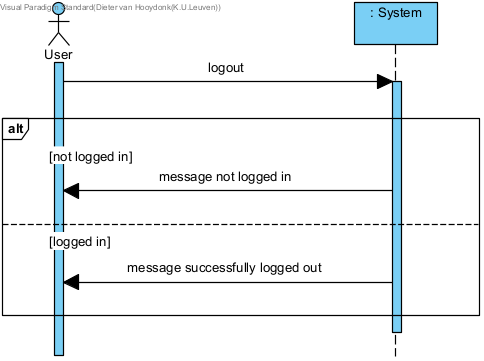 Visual Paradigm Standard(Dieter van Hooydonk(K.U.Leuven))
: System
User
logout
alt
[not logged in]
message not logged in
[logged in]
message successfully logged out